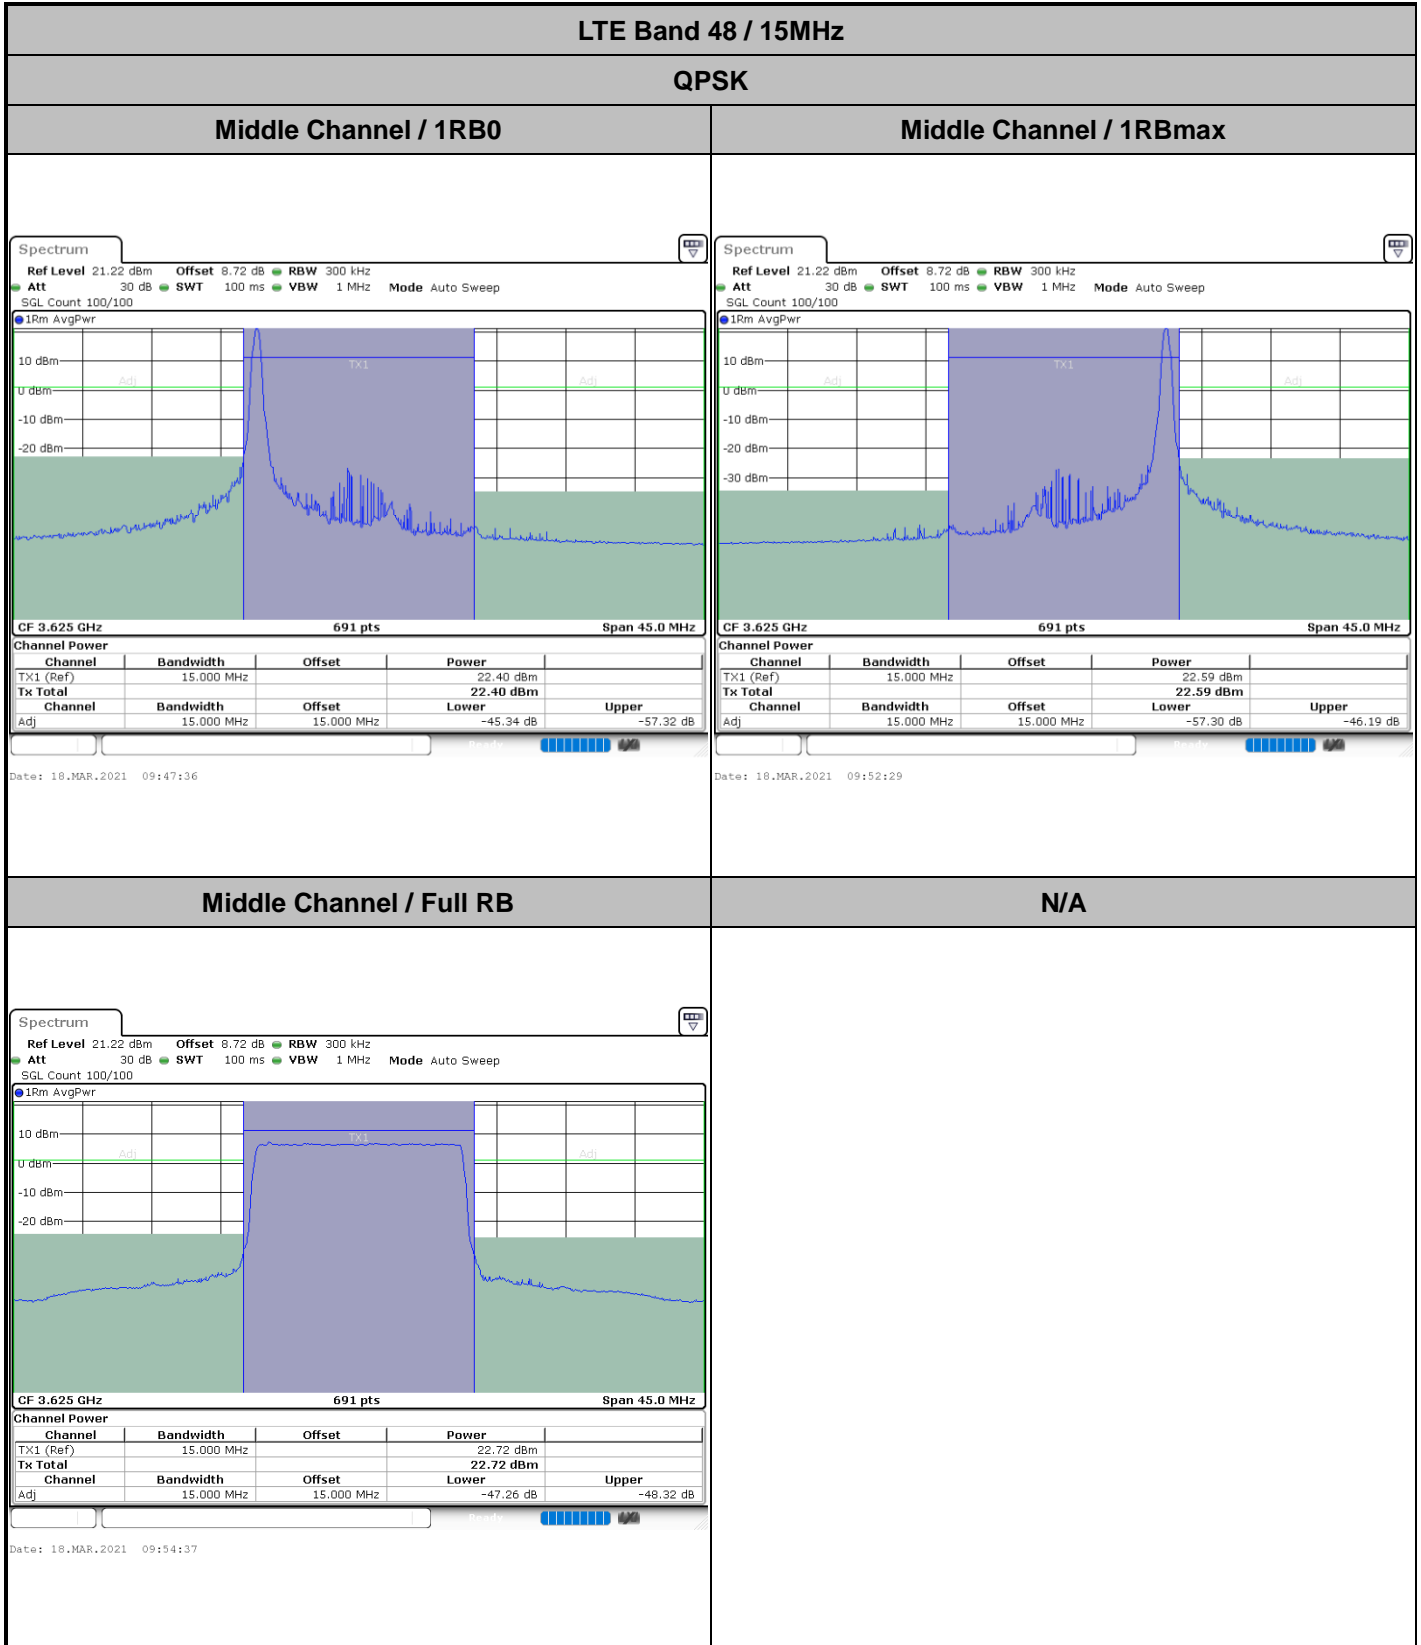 LTE Band 48 / 15MHz
QPSK
Middle Channel / 1RB0
Middle Channel / 1RBmax
Spectrum
Ref Level 21.22 dBm Offset 8.72 dB RBW 300 kHz
Att 30 dB SWT 100 ms VBW 1 MHz Mode Auto Sweep
SGL Count 100/100
1Rm AvgPwr
10 dBm
TX1
Adj
Adj
0 dBm
-10 dBm
-20 dBm
CF 3.625 GHz 691 pts Span 45.0 MHz
Channel Power
Channel Bandwidth Offset Power
TX1 (Ref) 15.000 MHz 22.40 dBm
Tx Total 22.40 dBm
Channel Bandwidth Offset Lower Upper
Adj 15.000 MHz 15.000 MHz -45.34 dB -57.32 dB
Ready
Date: 18.MAR.2021 09:47:36
Spectrum
Ref Level 21.22 dBm Offset 8.72 dB RBW 300 kHz
Att 30 dB SWT 100 ms VBW 1 MHz Mode Auto Sweep
SGL Count 100/100
1Rm AvgPwr
10 dBm
TX1
Adj
Adj
0 dBm
-10 dBm
-20 dBm
-30 dBm
CF 3.625 GHz 691 pts Span 45.0 MHz
Channel Power
Channel Bandwidth Offset Power
TX1 (Ref) 15.000 MHz 22.59 dBm
Tx Total 22.59 dBm
Channel Bandwidth Offset Lower Upper
Adj 15.000 MHz 15.000 MHz -57.30 dB -46.19 dB
Ready
Date: 18.MAR.2021 09:52:29
Middle Channel / Full RB
N/A
Spectrum
Ref Level 21.22 dBm Offset 8.72 dB RBW 300 kHz
Att 30 dB SWT 100 ms VBW 1 MHz Mode Auto Sweep
SGL Count 100/100
1Rm AvgPwr
10 dBm
TX1
Adj
Adj
0 dBm
-10 dBm
-20 dBm
CF 3.625 GHz 691 pts Span 45.0 MHz
Channel Power
Channel Bandwidth Offset Power
TX1 (Ref) 15.000 MHz 22.72 dBm
Tx Total 22.72 dBm
Channel Bandwidth Offset Lower Upper
Adj 15.000 MHz 15.000 MHz -47.26 dB -48.32 dB
Ready
Date: 18.MAR.2021 09:54:37